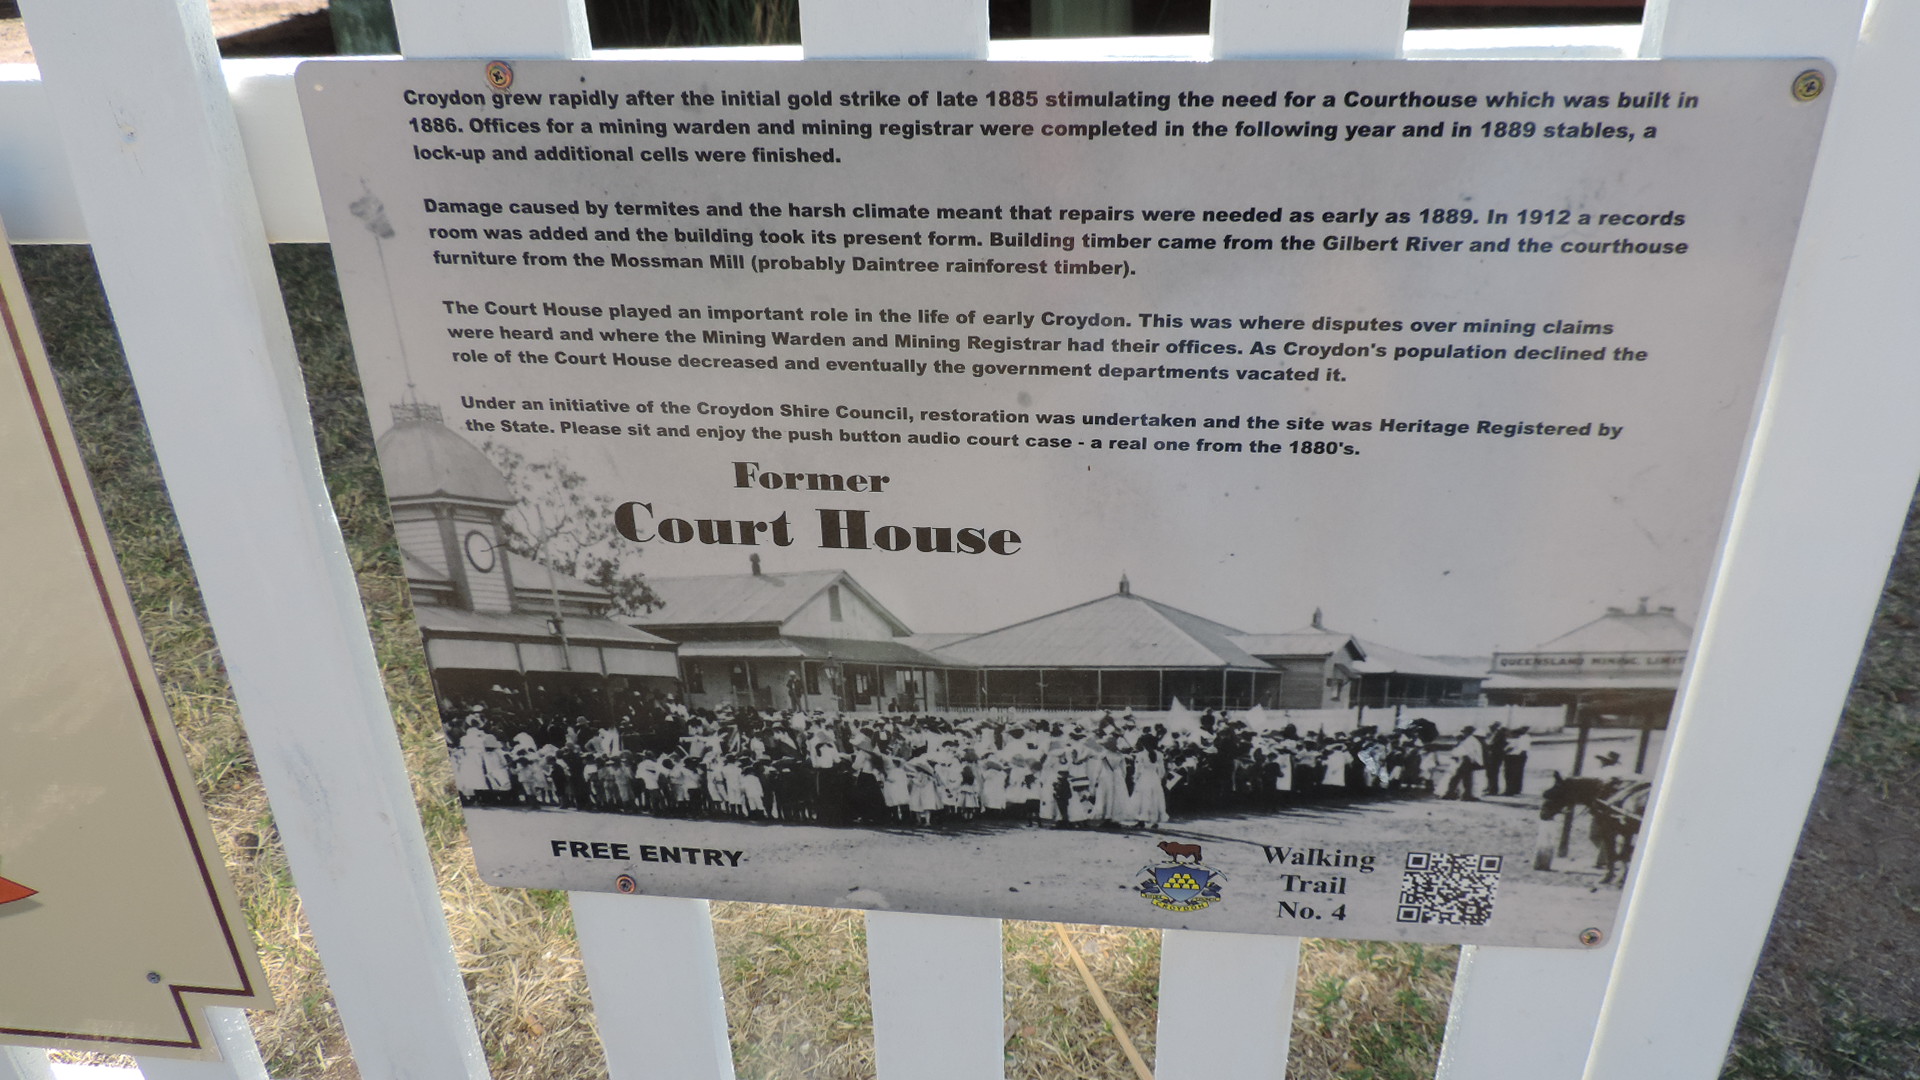 Croydon grew rapidly after the initial gold strike of late 1885 stimulating the need for a Courthouse which was built in
1886. Offices for a mining warden and mining registrar were completed in the following year and in 1889 stables, a
lock-up and additional cells were finished.
Damage caused by termites and the harsh climate meant that repairs were needed as early as 1889. In 1912 a records
room was added and the building took its present form. Building timber came from the Gilbert River and the courthouse
furniture from the Mossman Mill (probably Daintree rainforest timber).
The Court House played an important role in the life of early Croydon. This was where disputes over mining claims
were heard and where the Mining Warden and Mining Registrar had their offices. As Croydon's population declined the
role of the Court House decreased and eventually the government departments vacated it.
Under an initiative of the Croydon Shire Council, restoration was undertaken and the site was Heritage Registered by
the State. Please sit and enjoy the push button audio court case - a real one from the 1880's.
Former
Court House
QUEENSLAND
FREE ENTRY
CROYDON
Walking
Trail
No. 4